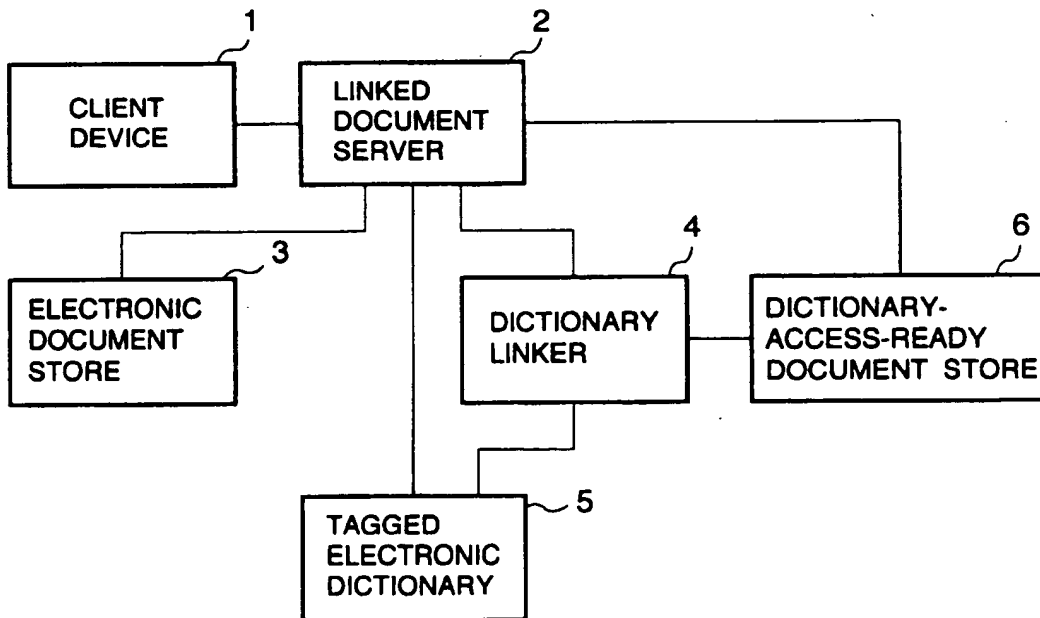 1
CLIENT
DEVICE
2
LINKED
DOCUMENT
SERVER
3
ELECTRONIC
DOCUMENT
STORE
4
DICTIONARY
LINKER
6
DICTIONARY-
ACCESS-READY
DOCUMENT STORE
5
TAGGED
ELECTRONIC
DICTIONARY